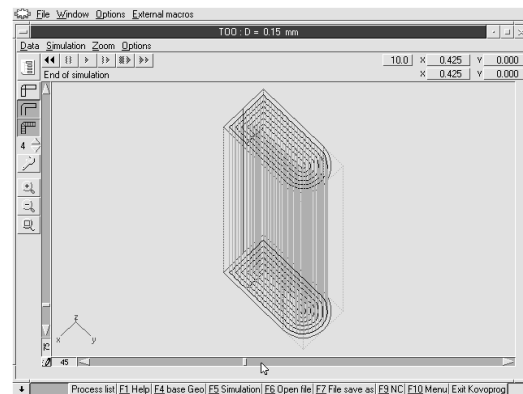 File Window Options External macros
TOO : D = 0.15 mm
Data Simulation Zoom Options
10.0 X 0.425 Y 0.000
End of simulation X 0.425 Y 0.000
4
z
x y
45
Process list F1 Help F4 base Geo F5 Simulation F6 Open file F7 File save as F9 NC F10 Menu Exit Kovoprog